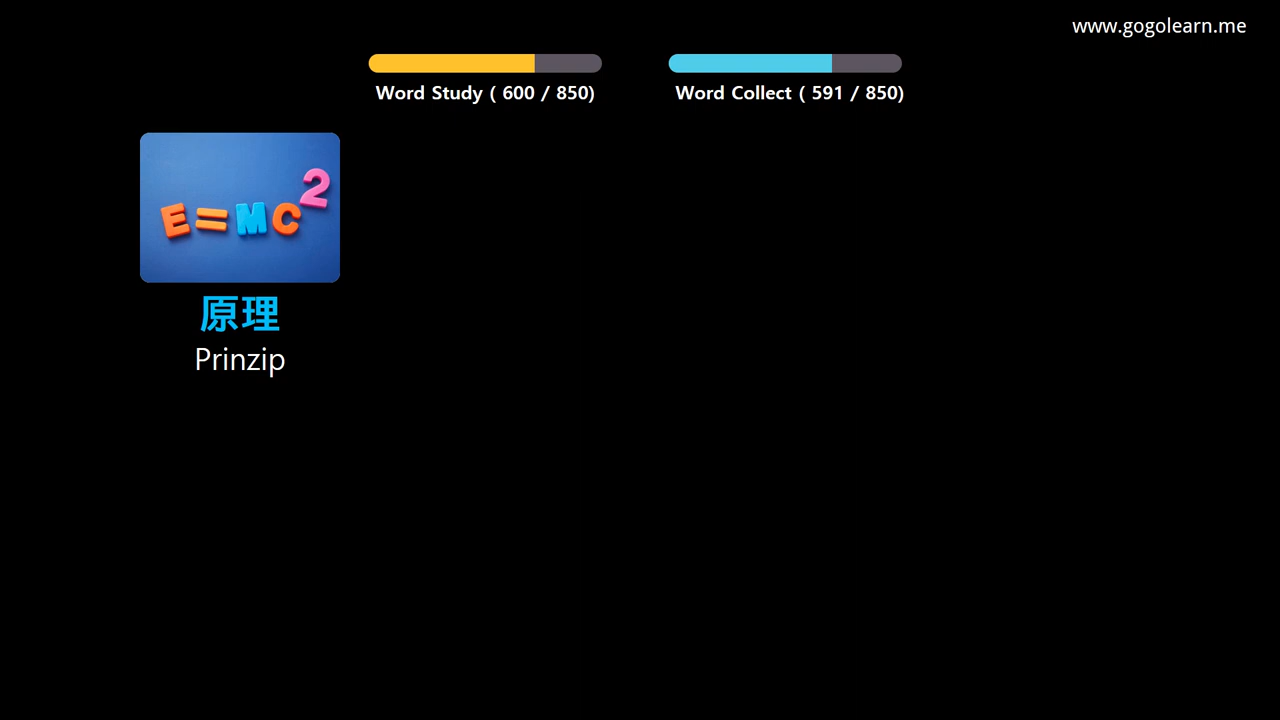 www.gogolearn.me
Word Study ( 600 / 850)
Word Collect ( 591 / 850)
E=MC2
原理
Prinzip